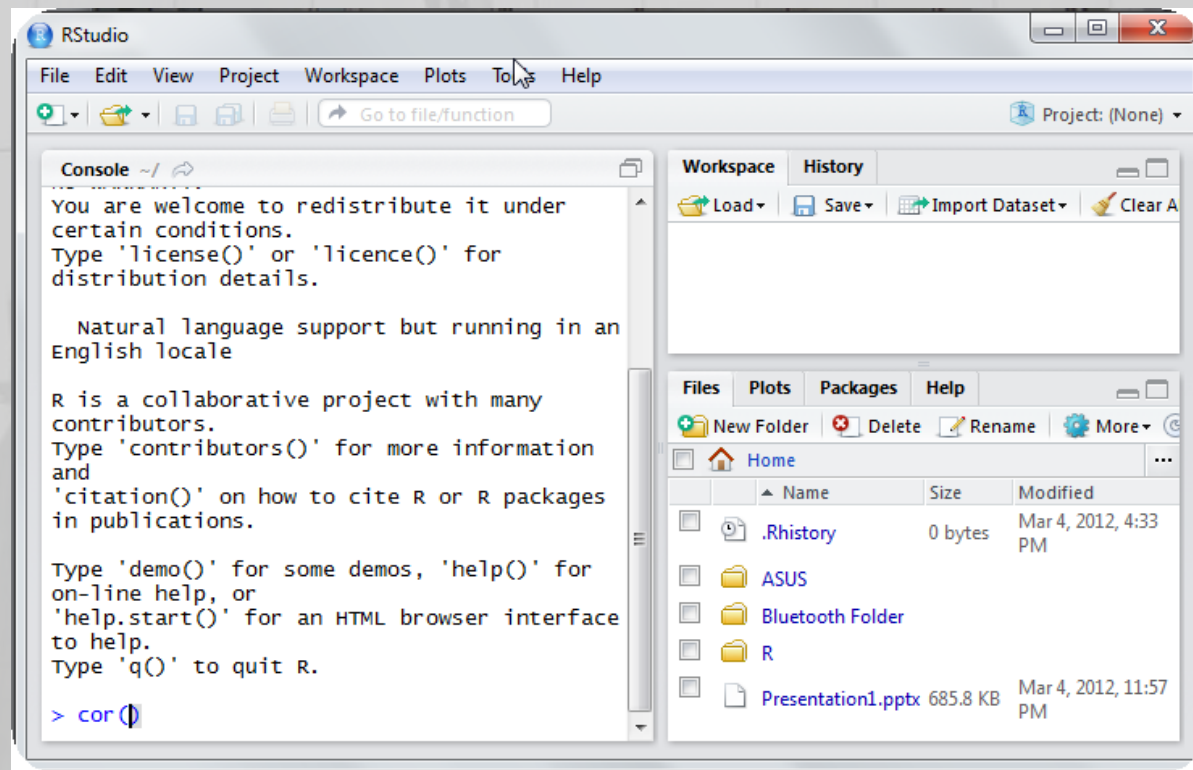 RStudio
File Edit View Project Workspace Plots Tools Help
Go to file/function
Project: (None)
Console ~/
You are welcome to redistribute it under
certain conditions.
Type 'license()' or 'licence()' for
distribution details.
Natural language support but running in an
English locale
R is a collaborative project with many
contributors.
Type 'contributors()' for more information
and
'citation()' on how to cite R or R packages
in publications.
Type 'demo()' for some demos, 'help()' for
on-line help, or
'help.start()' for an HTML browser interface
to help.
Type 'q()' to quit R.
> cor()
Workspace History
Load Save Import Dataset Clear A
Files Plots Packages Help
New Folder Delete Rename More
Home ...
Name Size Modified
.Rhistory 0 bytes Mar 4, 2012, 4:33
PM
ASUS
Bluetooth Folder
R
Presentation1.pptx 685.8 KB Mar 4, 2012, 11:57
PM